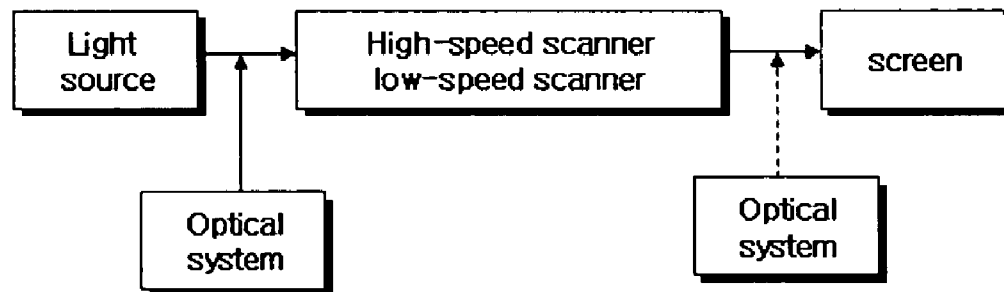 Light
source
High-speed scanner
low-speed scanner
screen
Optical
system
Optical
system